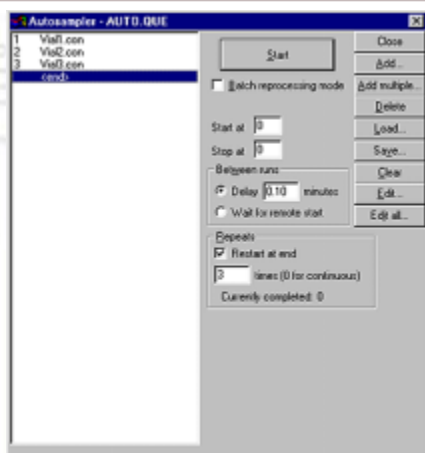 Autosampler - AUTO.QUE
1 Vial1.con
2 Vial2.con
3 Vial3.con
<end>
Start
Batch reprocessing mode
Start at 0
Stop at 0
Between runs
Delay 0.10 minutes
Wait for remote start
Repeats
Restart at end
3 times (0 for continuous)
Currently completed: 0
Close
Add...
Add multiple...
Delete
Load...
Save...
Clear
Edit...
Edit all...